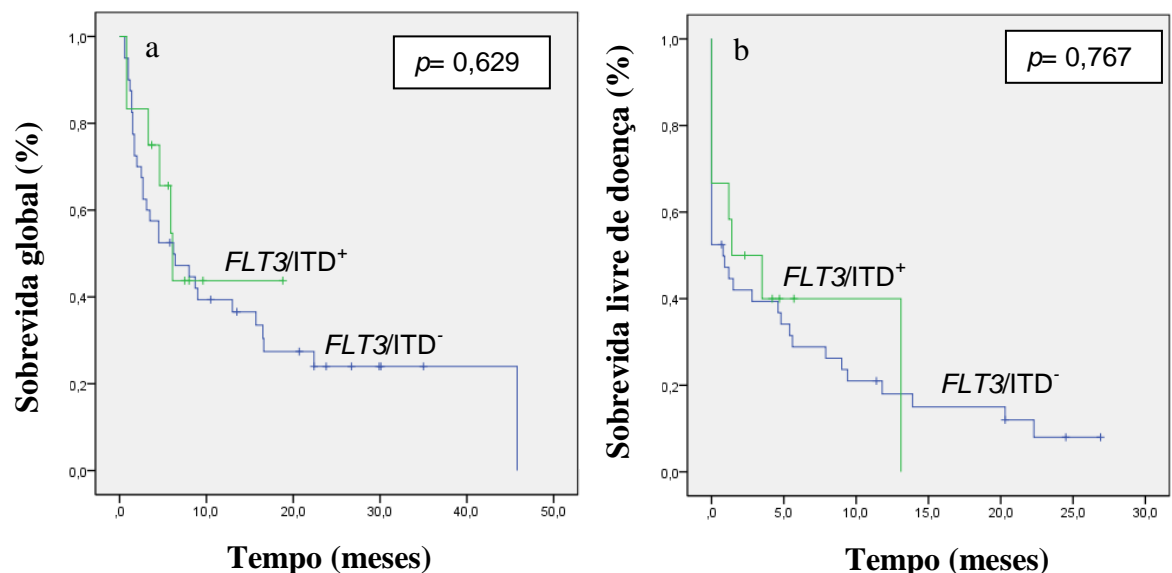 a
p= 0,629
Sobrevida global (%)
1,0
0,8
0,6
0,4
0,2
0,0
FLT3/ITD+
FLT3/ITD-
,0
10,0
20,0
30,0
40,0
50,0
Tempo (meses)
b
p= 0,767
Sobrevida livre de doença (%)
1,0
0,8
0,6
0,4
0,2
0,0
FLT3/ITD+
FLT3/ITD-
,0
5,0
10,0
15,0
20,0
25,0
30,0
Tempo (meses)